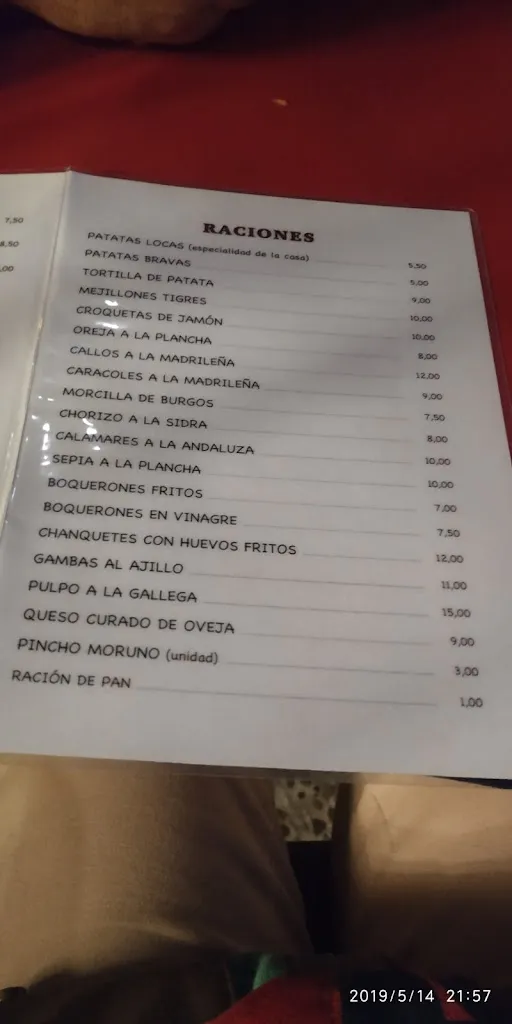 7,50
8,50
,00
RACIONES
PATATAS LOCAS (especialidad de la casa) 5,50
PATATAS BRAVAS 5,00
TORTILLA DE PATATA 9,00
MEJILLONES TIGRES 10,00
CROQUETAS DE JAMÓN 10,00
OREJA A LA PLANCHA 8,00
CALLOS A LA MADRILEÑA 12,00
CARACOLES A LA MADRILEÑA 9,00
MORCILLA DE BURGOS 7,50
CHORIZO A LA SIDRA 8,00
CALAMARES A LA ANDALUZA 10,00
SEPIA A LA PLANCHA 10,00
BOQUERONES FRITOS 7,00
BOQUERONES EN VINAGRE 7,50
CHANQUETES CON HUEVOS FRITOS 12,00
GAMBAS AL AJILLO 11,00
PULPO A LA GALLEGA 15,00
QUESO CURADO DE OVEJA 9,00
PINCHO MORUNO (unidad) 3,00
RACIÓN DE PAN 1,00
2019/5/14 21:57